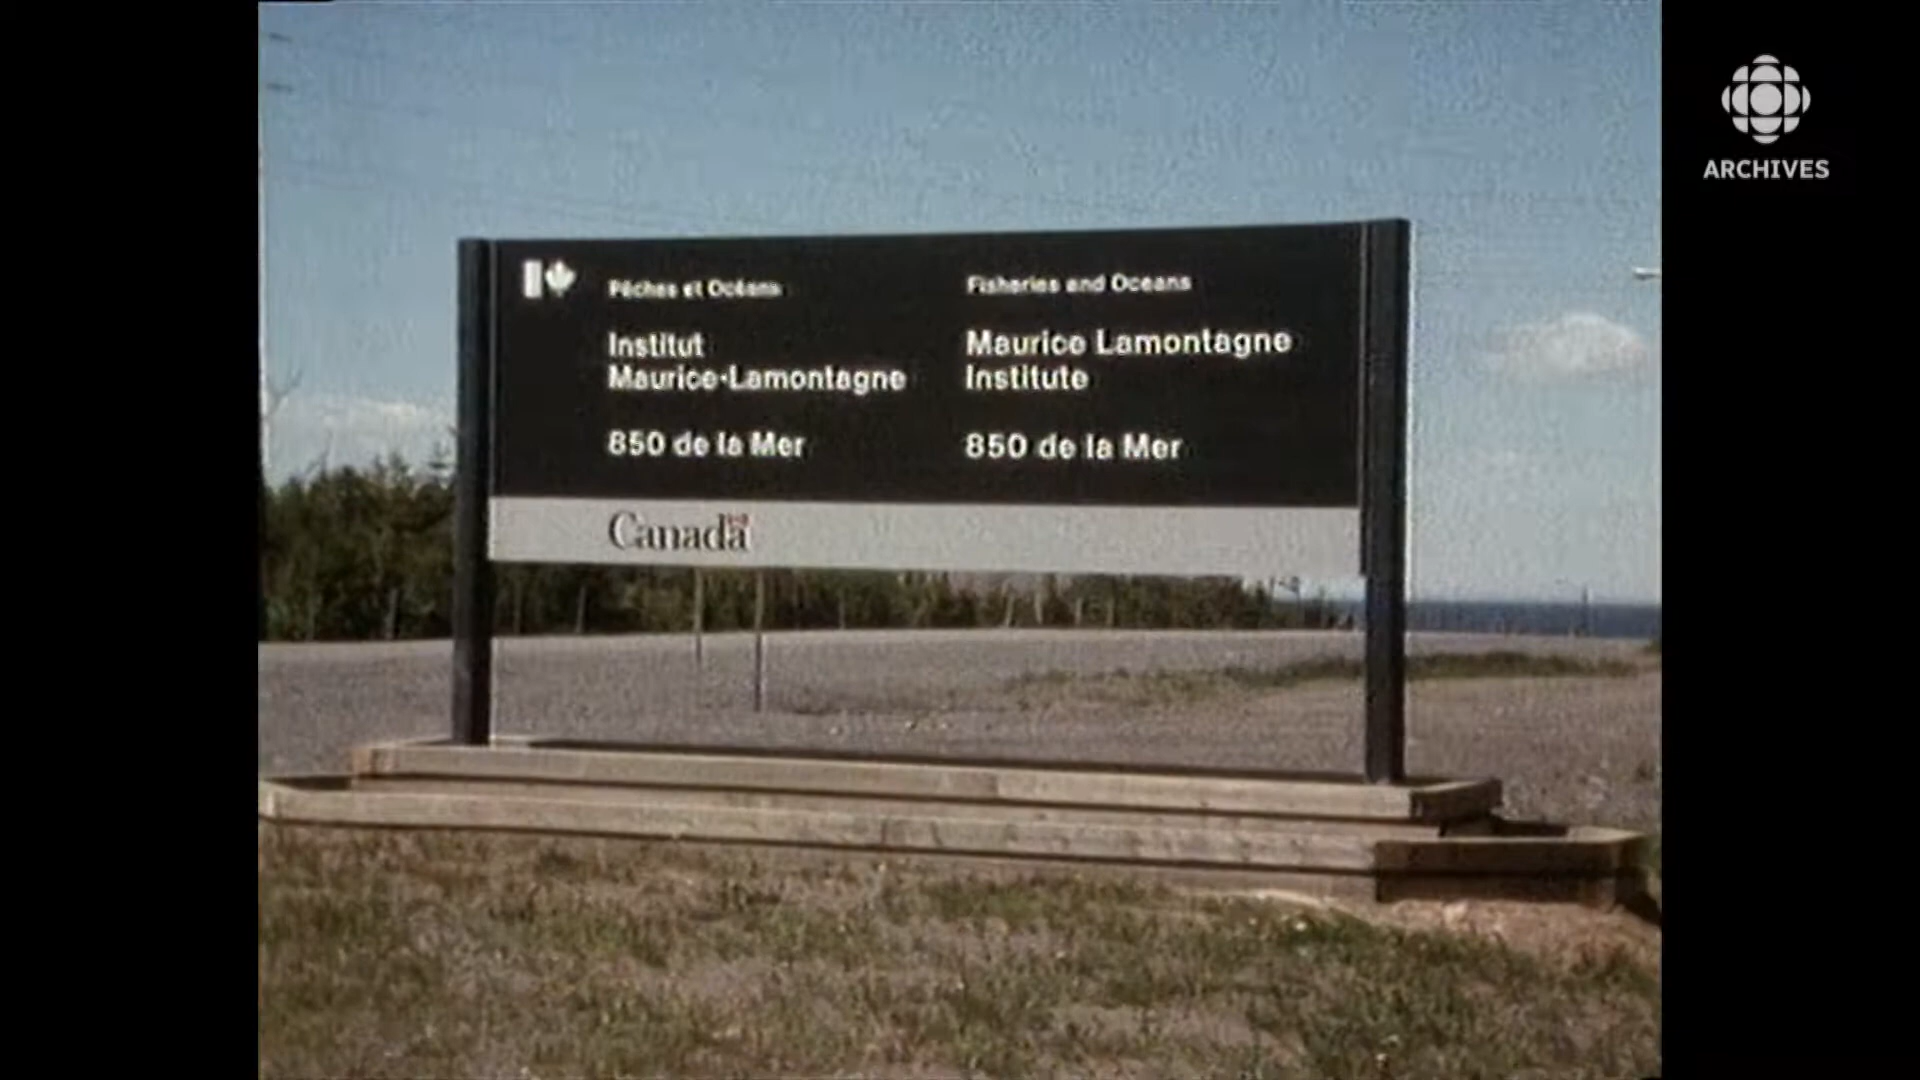 ARCHIVES
Pêches et Océans
Institut
Maurice-Lamontagne
850 de la Mer
Fisheries and Oceans
Maurice Lamontagne
Institute
850 de la Mer
Canada